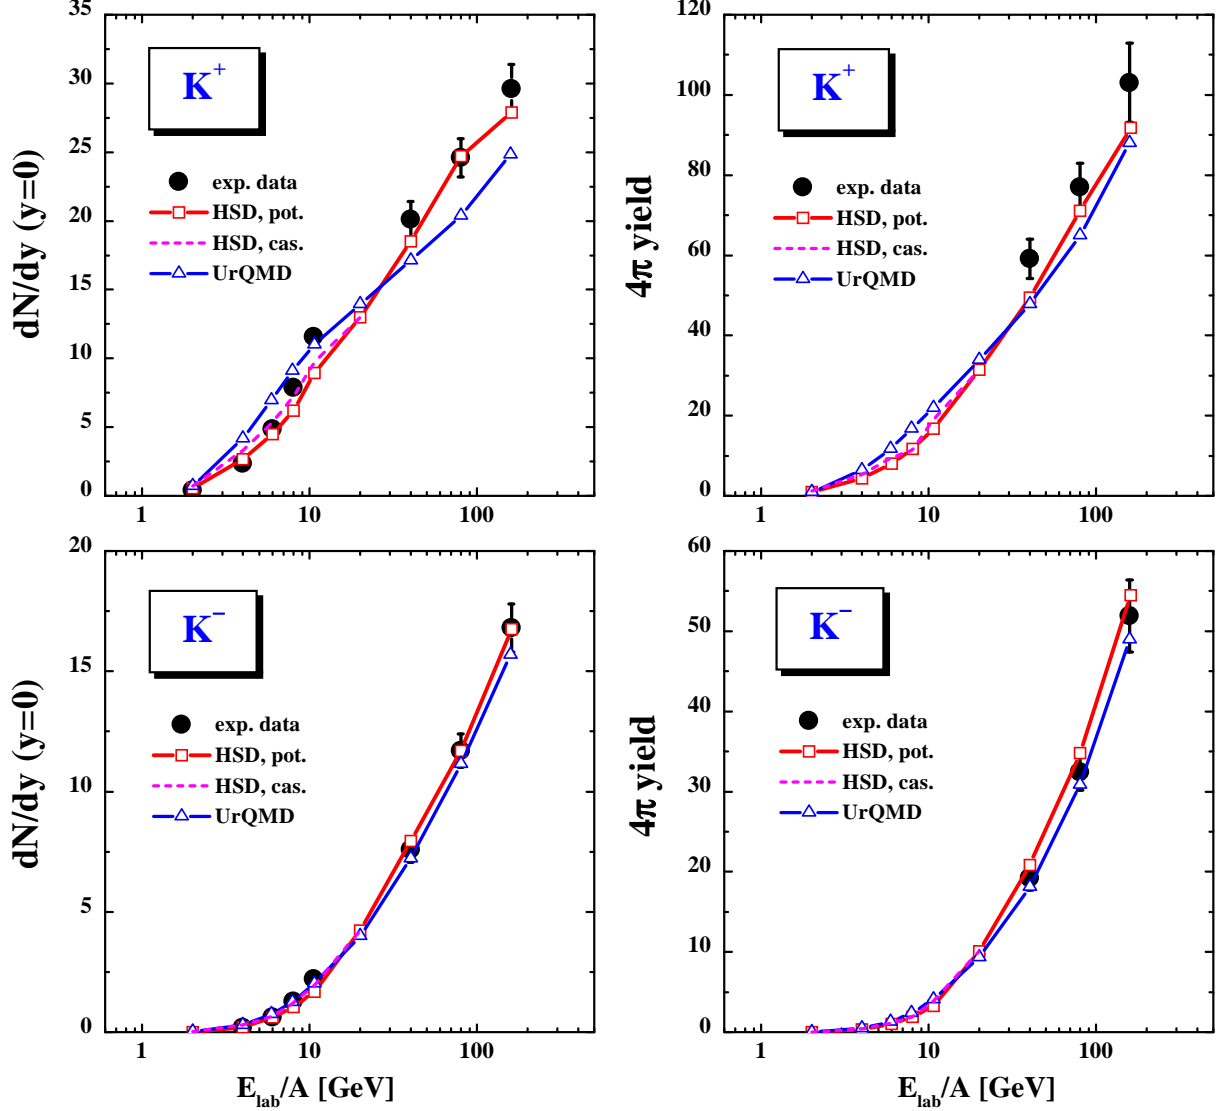 K+
exp. data
HSD, pot.
HSD, cas.
UrQMD
dN/dy (y=0)
35
30
25
20
15
10
5
0
1 10 100
K+
exp. data
HSD, pot.
HSD, cas.
UrQMD
4π yield
120
100
80
60
40
20
0
1 10 100
K−
exp. data
HSD, pot.
HSD, cas.
UrQMD
dN/dy (y=0)
20
15
10
5
0
1 10 100
E_lab/A [GeV]
K−
exp. data
HSD, pot.
HSD, cas.
UrQMD
4π yield
60
50
40
30
20
10
0
1 10 100
E_lab/A [GeV]